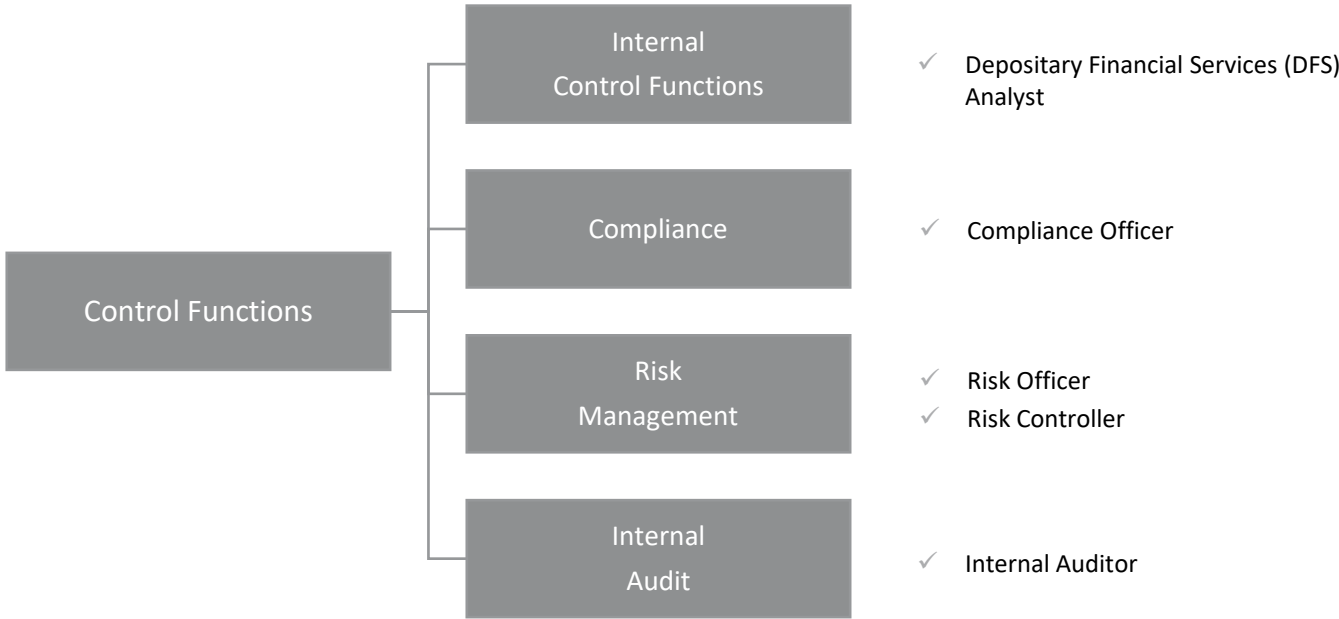 Internal
Control Functions
✓ Depositary Financial Services (DFS)
Analyst
Compliance
✓ Compliance Officer
Control Functions
Risk
Management
✓ Risk Officer
✓ Risk Controller
Internal
Audit
✓ Internal Auditor